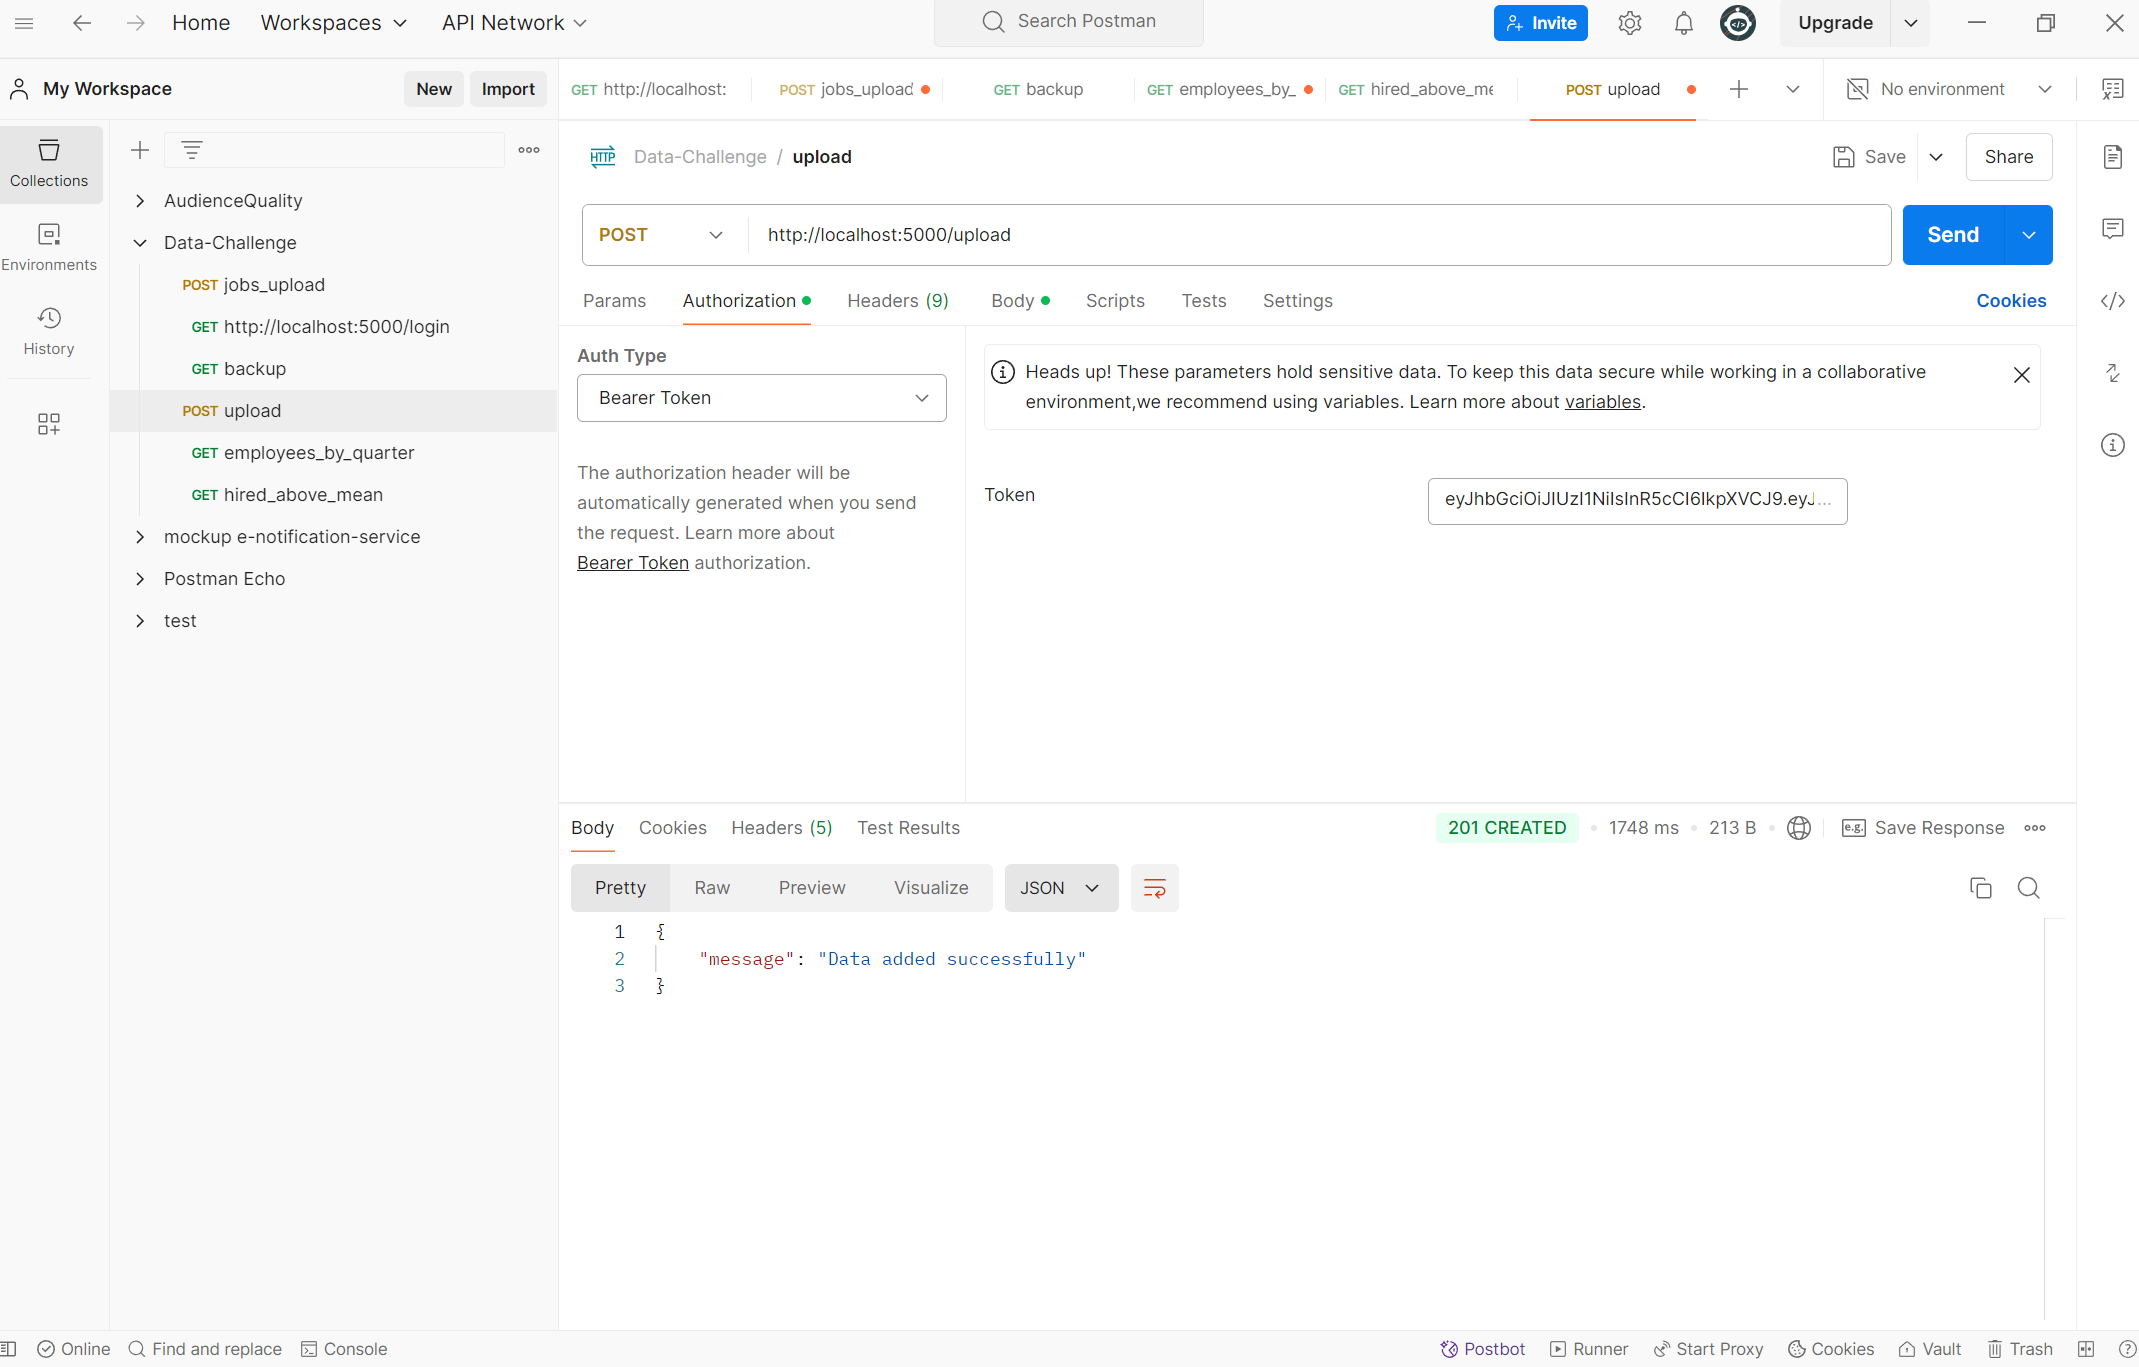 Home Workspaces API Network Search Postman Invite Upgrade
My Workspace New Import
GET http://localhost: POST jobs_upload GET backup GET employees_by_ GET hired_above_me POST upload No environment
Collections
Environments
History
AudienceQuality
Data-Challenge
POST jobs_upload
GET http://localhost:5000/login
GET backup
POST upload
GET employees_by_quarter
GET hired_above_mean
mockup e-notification-service
Postman Echo
test
HTTP Data-Challenge / upload Save Share
POST http://localhost:5000/upload Send
Params Authorization Headers (9) Body Scripts Tests Settings Cookies
Auth Type
Bearer Token
The authorization header will be
automatically generated when you send
the request. Learn more about
Bearer Token authorization.
Heads up! These parameters hold sensitive data. To keep this data secure while working in a collaborative
environment,we recommend using variables. Learn more about variables.
Token eyJhbGciOiJIUzI1NiIsInR5cCI6IkpXVCJ9.eyJ...
Body Cookies Headers (5) Test Results 201 CREATED 1748 ms 213 B e.g. Save Response
Pretty Raw Preview Visualize JSON
1 {
2 "message": "Data added successfully"
3 }
Online Find and replace Console Postbot Runner Start Proxy Cookies Vault Trash